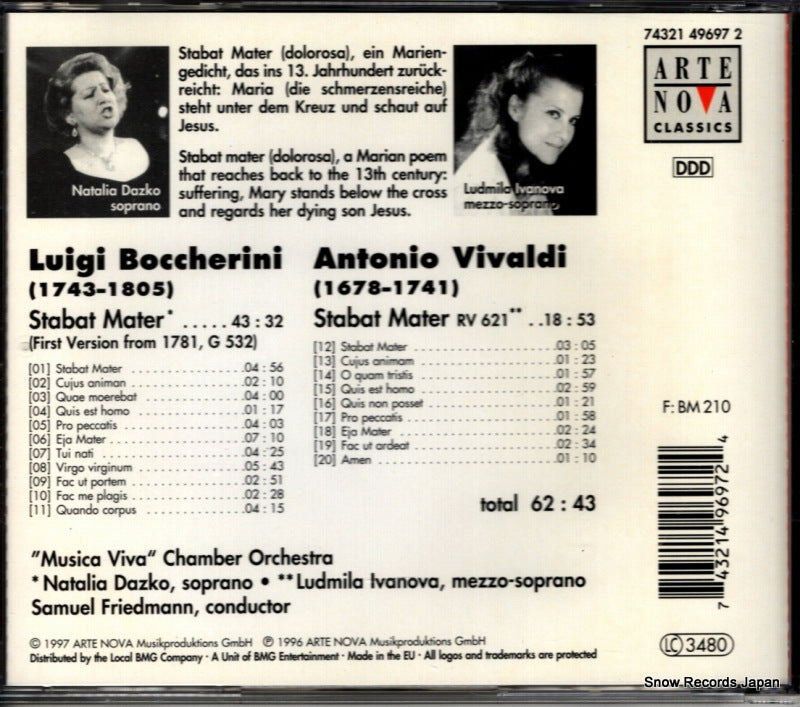 74321 49697 2
ARTE
NOVA
CLASSICS
DDD
Natalia Dazko
soprano
Stabat Mater (dolorosa), ein Marien-
gedicht, das ins 13. Jahrhundert zurück-
reicht: Maria (die schmerzensreiche)
steht unter dem Kreuz und schaut auf
Jesus.
Stabat mater (dolorosa), a Marian poem
that reaches back to the 13th century:
suffering, Mary stands below the cross
and regards her dying son Jesus.
Ludmila Ivanova
mezzo-soprano
Luigi Boccherini
(1743-1805)
Stabat Mater* ..... 43 : 32
(First Version from 1781, G 532)
[01] Stabat Mater 04 : 56
[02] Cujus animan 02 : 10
[03] Quae moerebat 04 : 00
[04] Quis est homo 01 : 17
[05] Pro peccatis 04 : 03
[06] Eja Mater 07 : 10
[07] Tui nati 04 : 25
[08] Virgo virginum 05 : 43
[09] Fac ut portem 02 : 51
[10] Fac me plagis 02 : 28
[11] Quando corpus 04 : 15
Antonio Vivaldi
(1678-1741)
Stabat Mater RV 621** .. 18 : 53
[12] Stabat Mater 03 : 05
[13] Cujus animam 01 : 23
[14] O quam tristis 01 : 57
[15] Quis est homo 02 : 59
[16] Quis non posset 01 : 21
[17] Pro peccatis 01 : 58
[18] Eja Mater 02 : 24
[19] Fac ut ardeat 02 : 34
[20] Amen 01 : 10
total 62 : 43
F: BM 210
7 43214 96972 4
"Musica Viva" Chamber Orchestra
*Natalia Dazko, soprano • **Ludmila Ivanova, mezzo-soprano
Samuel Friedmann, conductor
© 1997 ARTE NOVA Musikproduktions GmbH ℗ 1996 ARTE NOVA Musikproduktions GmbH
Distributed by the Local BMG Company · A Unit of BMG Entertainment · Made in the EU · All logos and trademarks are protected
LC 3480
Snow Records Japan